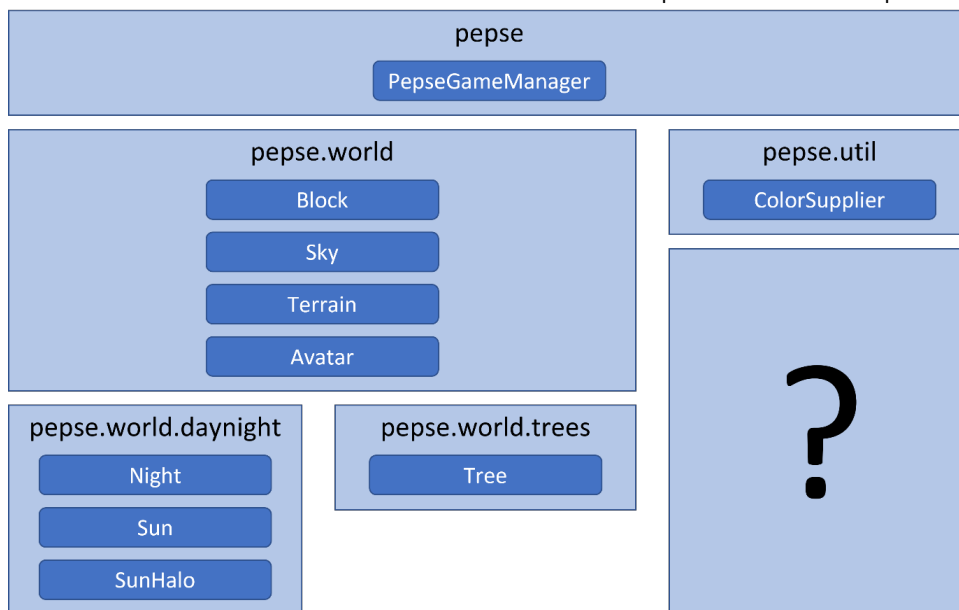 pepse
PepseGameManager
pepse.world
Block
Sky
Terrain
Avatar
pepse.util
ColorSupplier
pepse.world.daynight
Night
Sun
SunHalo
pepse.world.trees
Tree
?